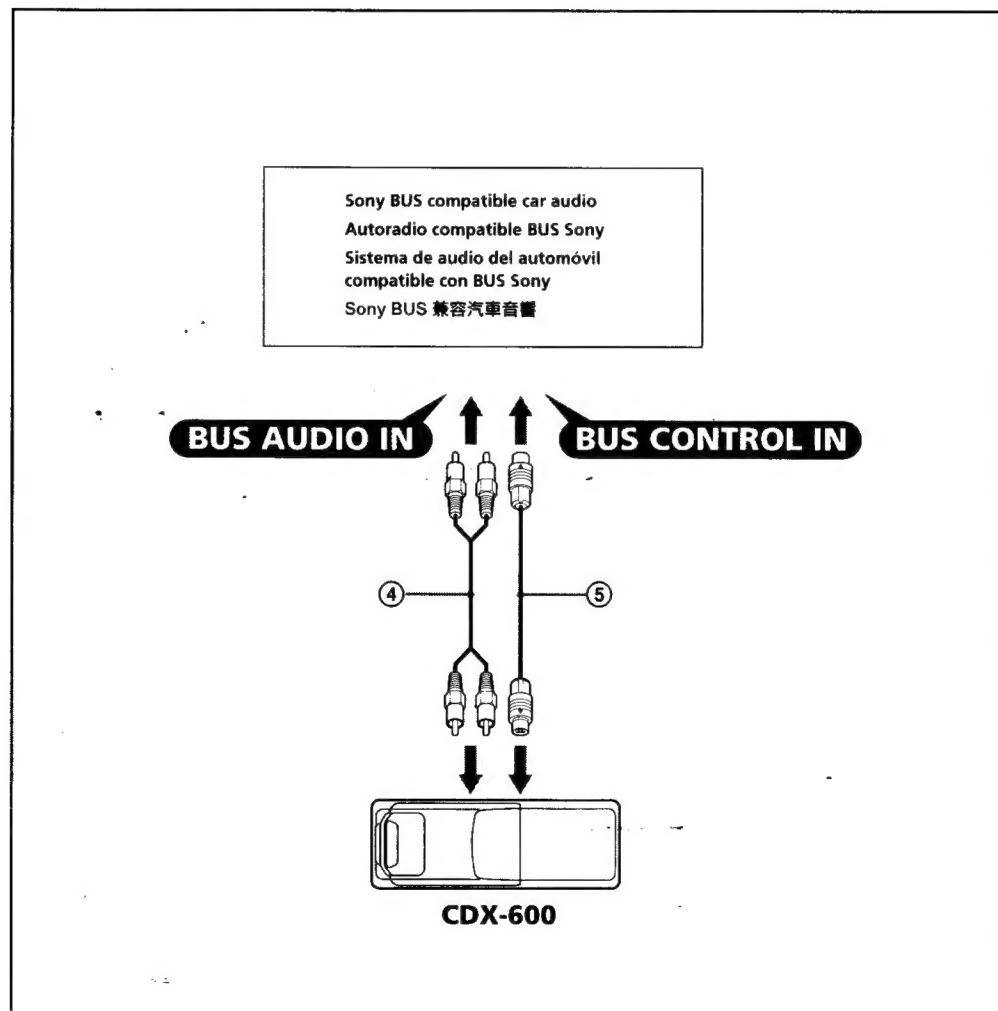 Sony BUS compatible car audio
Autoradio compatible BUS Sony
Sistema de audio del automóvil
compatible con BUS Sony
Sony BUS 兼容汽車音響
BUS AUDIO IN
BUS CONTROL IN
④
⑤
CDX-600